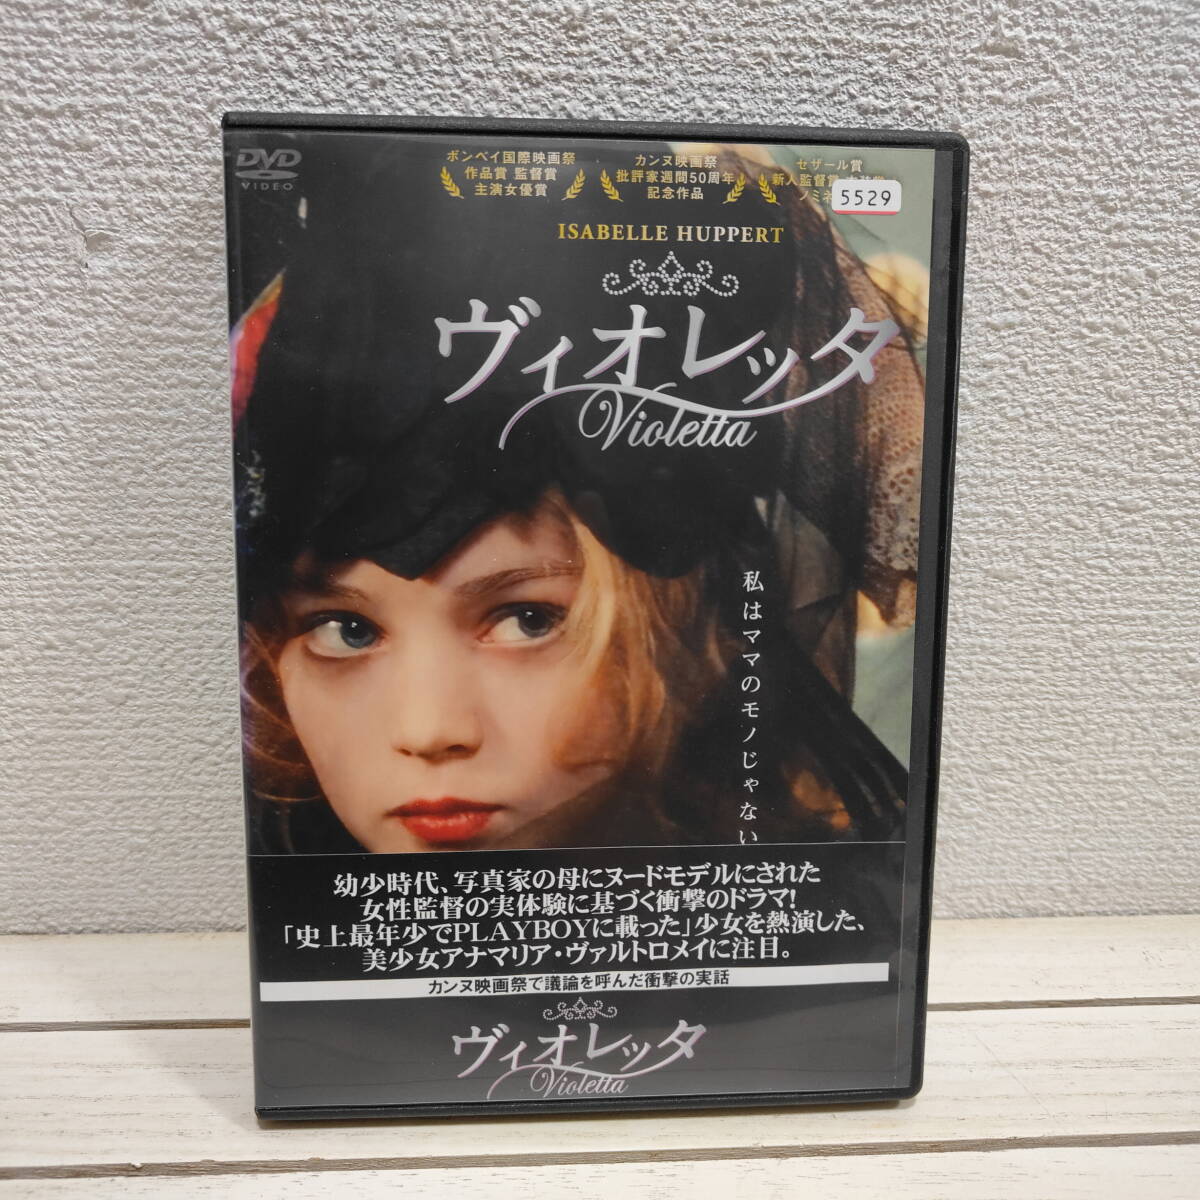 DVD
VIDEO
ボンベイ国際映画祭
作品賞 監督賞
主演女優賞
カンヌ映画祭
批評家週間50周年
記念作品
セザール賞
新人監督賞
ノミネ
5529
ISABELLE HUPPERT
ヴィオレッタ
Violetta
私はママのモノじゃない
幼少時代、写真家の母にヌードモデルにされた
女性監督の実体験に基づく衝撃のドラマ!
「史上最年少でPLAYBOYに載った」少女を熱演した、
美少女アナマリア・ヴァルトロメイに注目。
カンヌ映画祭で議論を呼んだ衝撃の実話
ヴィオレッタ
Violetta